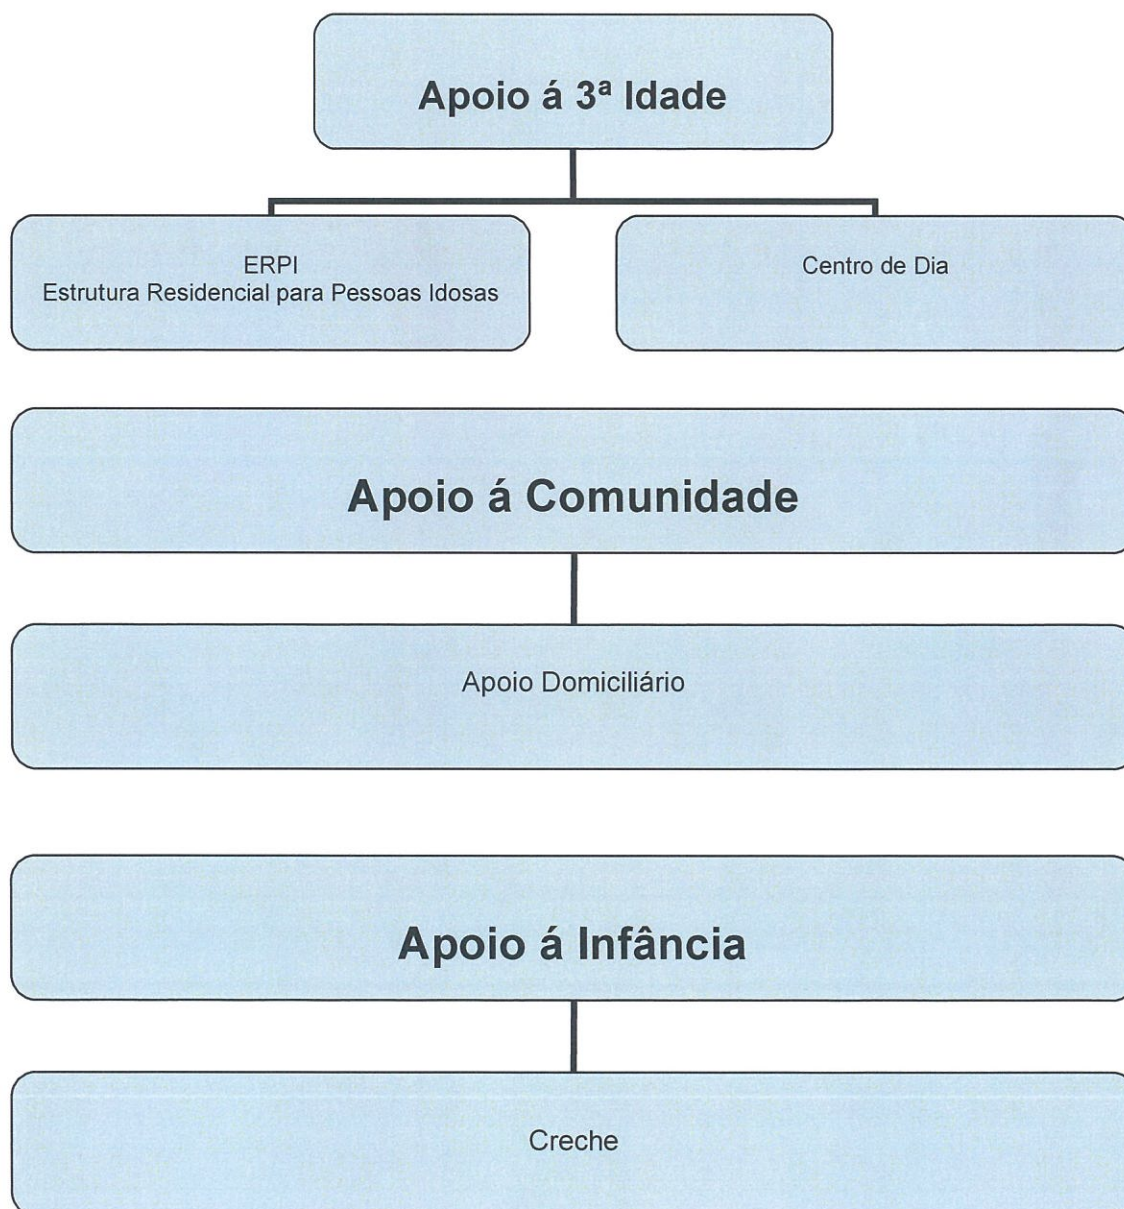 Apoio á 3ª Idade
ERPI
Estrutura Residencial para Pessoas Idosas
Centro de Dia
Apoio á Comunidade
Apoio Domiciliário
Apoio á Infância
Creche